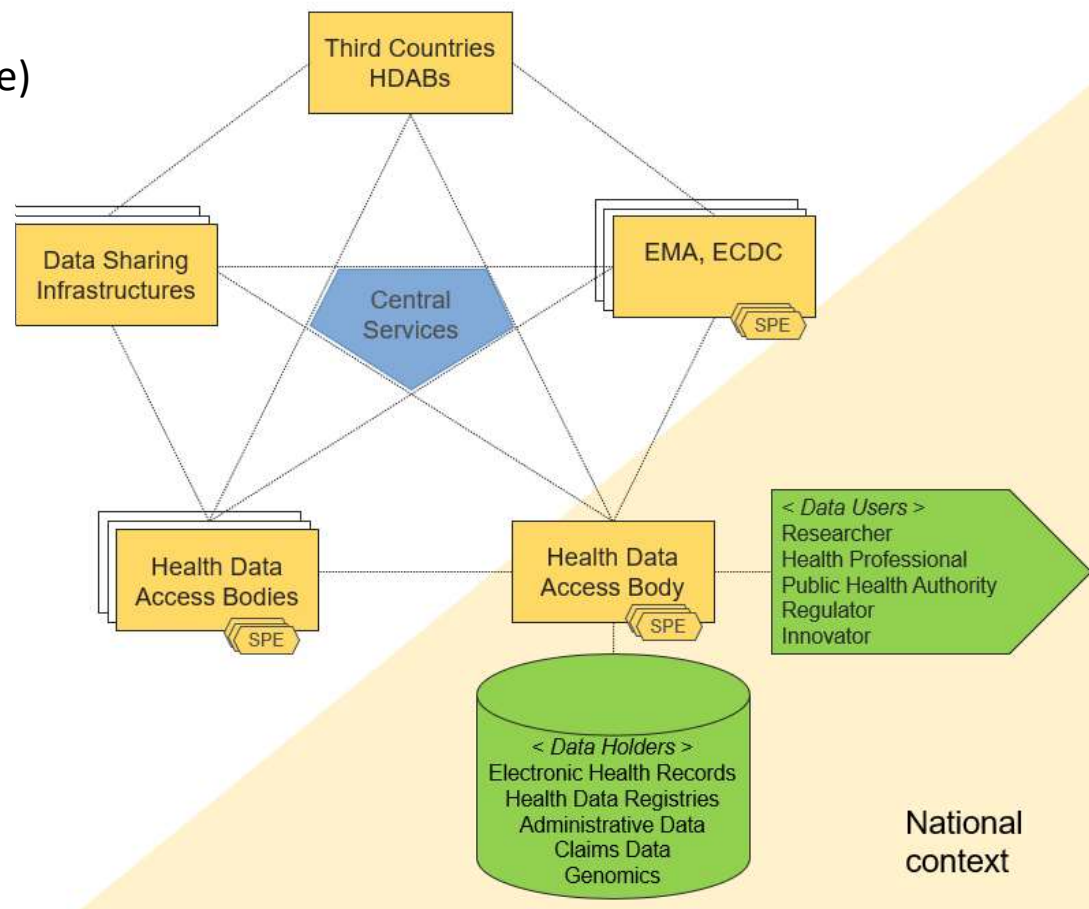 e)
Third Countries
HDABs
Data Sharing
Infrastructures
EMA, ECDC
SPE
Central
Services
Health Data
Access Bodies
SPE
Health Data
Access Body
SPE
< Data Users >
Researcher
Health Professional
Public Health Authority
Regulator
Innovator
< Data Holders >
Electronic Health Records
Health Data Registries
Administrative Data
Claims Data
Genomics
National
context